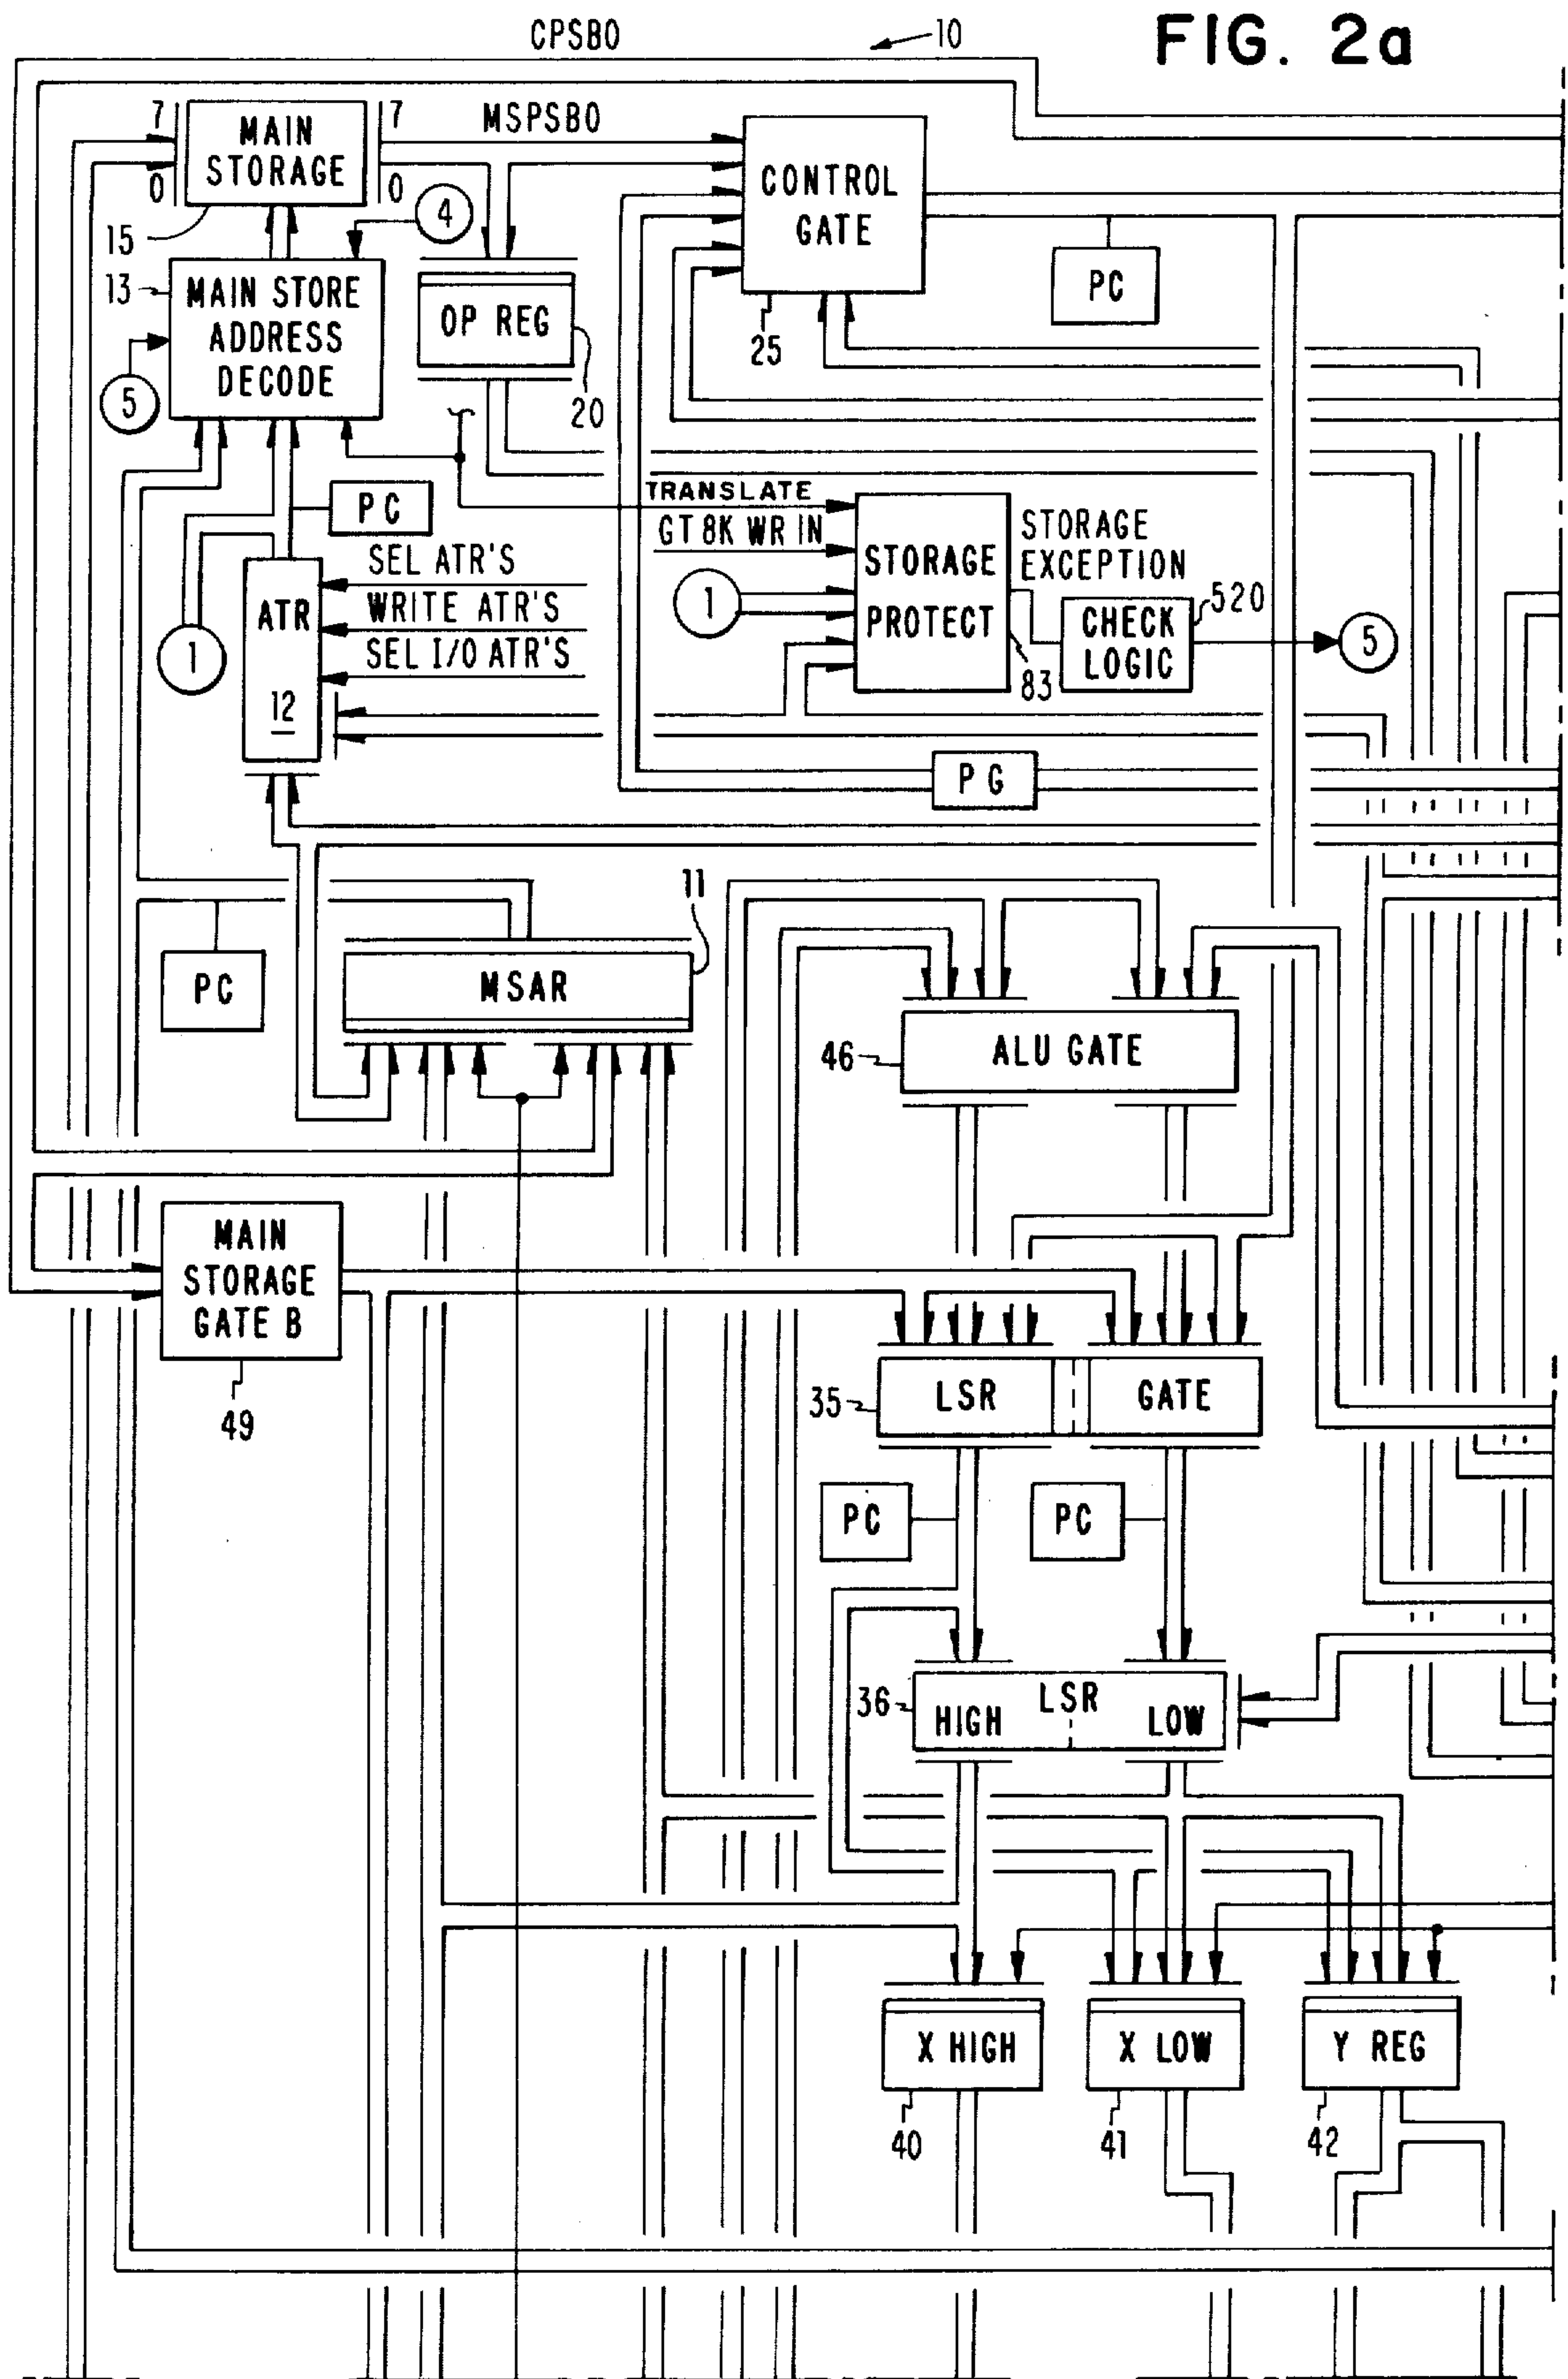 FIG. 2a
CPSBO
10
7
MAIN
STORAGE
0
7
0
MSPSBO
CONTROL
GATE
4
15
13
MAIN STORE
ADDRESS
DECODE
OP REG
PC
25
5
20
PC
TRANSLATE
GT 8K WR IN
STORAGE
PROTECT
STORAGE
EXCEPTION
SEL ATR'S
WRITE ATR'S
SEL I/O ATR'S
ATR
12
1
1
CHECK
LOGIC
520
5
83
PG
11
PC
MSAR
46
ALU GATE
MAIN
STORAGE
GATE B
49
35
LSR
GATE
PC
PC
36
LSR
HIGH
LOW
X HIGH
X LOW
Y REG
40
41
42